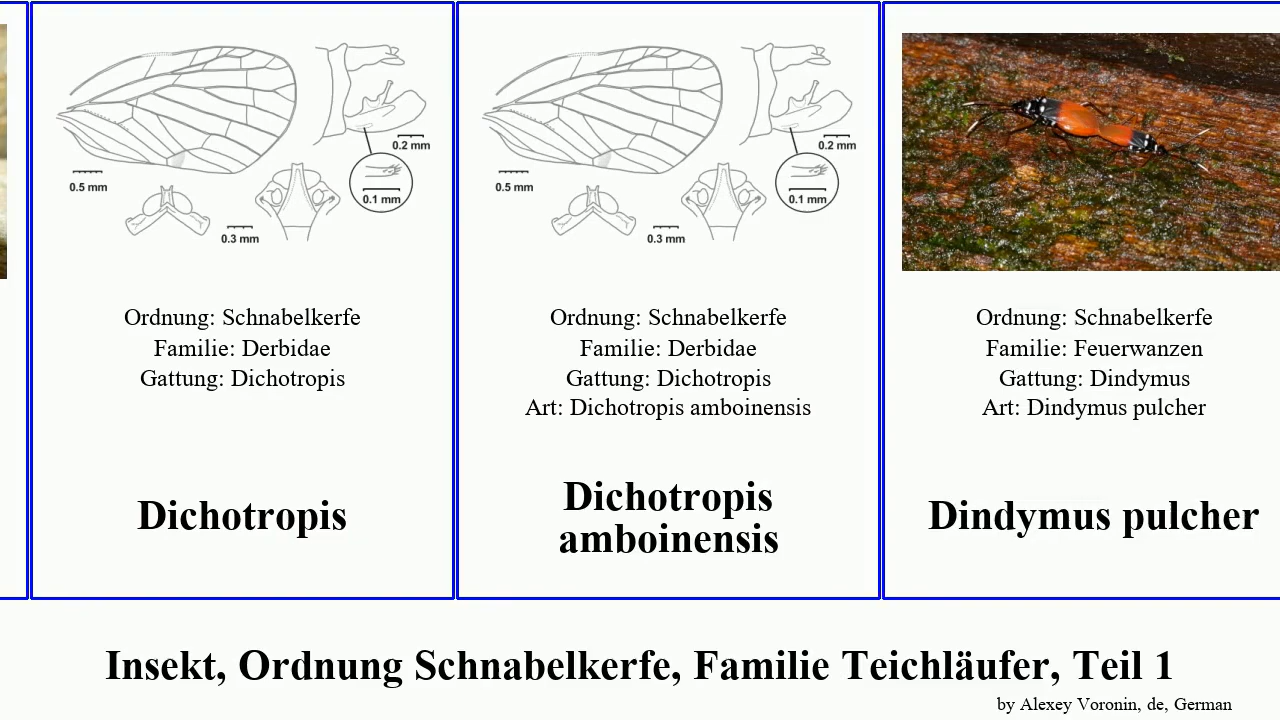 0.5 mm
0.2 mm
0.1 mm
0.3 mm
Ordnung: Schnabelkerfe
Familie: Derbidae
Gattung: Dichotropis
Dichotropis
0.5 mm
0.2 mm
0.1 mm
0.3 mm
Ordnung: Schnabelkerfe
Familie: Derbidae
Gattung: Dichotropis
Art: Dichotropis amboinensis
Dichotropis
amboinensis
Ordnung: Schnabelkerfe
Familie: Feuerwanzen
Gattung: Dindymus
Art: Dindymus pulcher
Dindymus pulcher
Insekt, Ordnung Schnabelkerfe, Familie Teichläufer, Teil 1
by Alexey Voronin, de, German